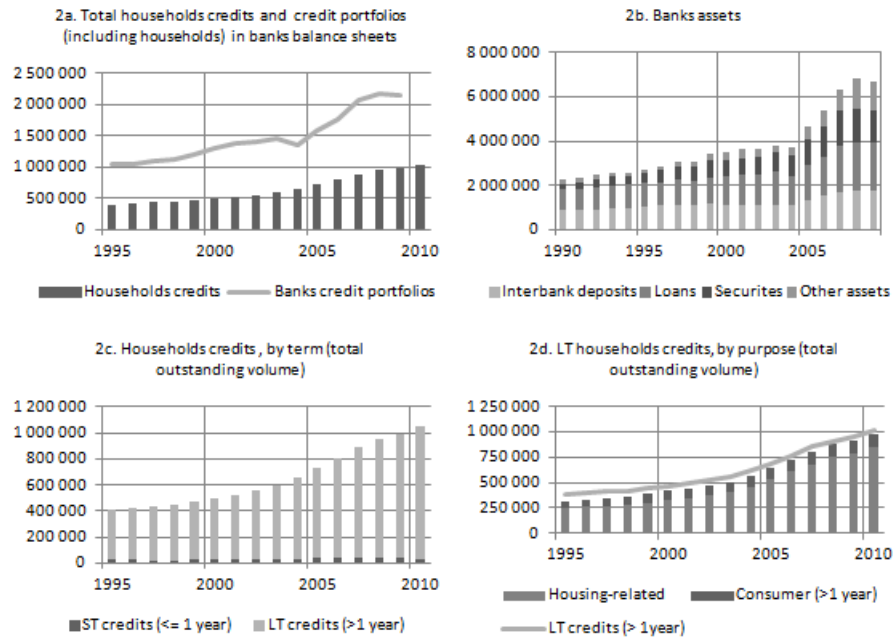 2a. Total households credits and credit portfolios
(including households) in banks balance sheets
2 500 000
2 000 000
1 500 000
1 000 000
500 000
0
1995
2000
2005
2010
Households credits
Banks credit portfolios
2b. Banks assets
8 000 000
6 000 000
4 000 000
2 000 000
0
1990
1995
2000
2005
Interbank deposits
Loans
Securites
Other assets
2c. Households credits , by term (total
outstanding volume)
1 200 000
1 000 000
800 000
600 000
400 000
200 000
0
1995
2000
2005
2010
ST credits (<= 1 year)
LT credits (>1 year)
2d. LT households credits, by purpose (total
outstanding volume)
1 250 000
1 000 000
750 000
500 000
250 000
0
1995
2000
2005
2010
Housing-related
Consumer (>1 year)
LT credits (> 1year)